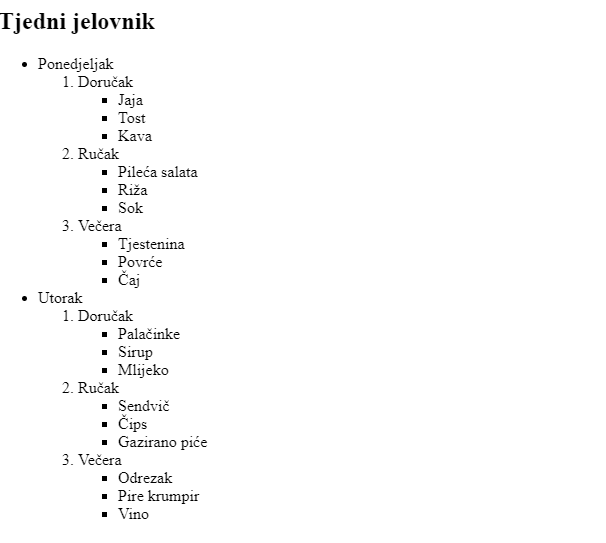 Tjedni jelovnik
• Ponedjeljak
1. Doručak
▪ Jaja
▪ Tost
▪ Kava
2. Ručak
▪ Pileća salata
▪ Riža
▪ Sok
3. Večera
▪ Tjestenina
▪ Povrće
▪ Čaj
• Utorak
1. Doručak
▪ Palačinke
▪ Sirup
▪ Mlijeko
2. Ručak
▪ Sendvič
▪ Čips
▪ Gazirano piće
3. Večera
▪ Odrezak
▪ Pire krumpir
▪ Vino